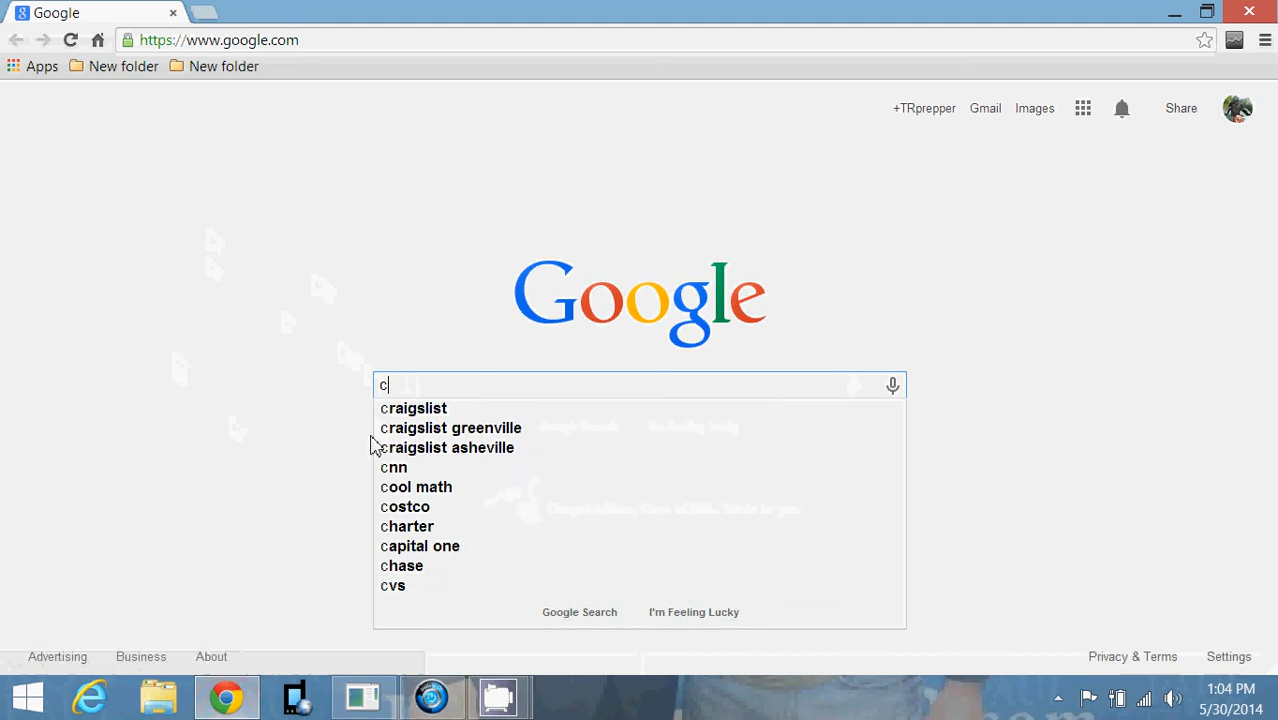 Google
https://www.google.com
Apps New folder New folder
+TRprepper Gmail Images Share
Google
c
craigslist
craigslist greenville
craigslist asheville
cnn
cool math
costco
charter
capital one
chase
cvs
Google Search I'm Feeling Lucky
Advertising Business About Privacy & Terms Settings
1:04 PM
5/30/2014